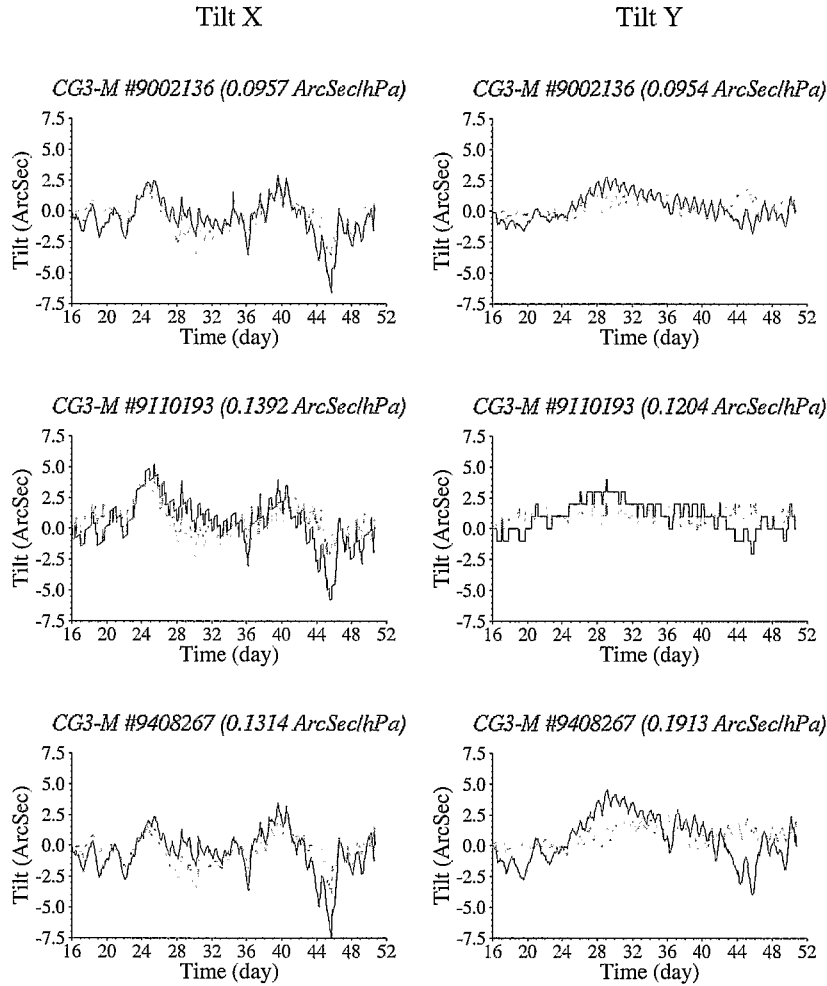 Tilt X
Tilt Y
CG3-M #9002136 (0.0957 ArcSec/hPa)
CG3-M #9002136 (0.0954 ArcSec/hPa)
7.5
5.0
2.5
0.0
-2.5
5.0
-7.5
Tilt (ArcSec)
16 20 24 28 32 36 40 44 48 52
Time (day)
7.5
5.0
2.5
0.0
-2.5
5.0
-7.5
Tilt (ArcSec)
16 20 24 28 32 36 40 44 48 52
Time (day)
CG3-M #9110193 (0.1392 ArcSec/hPa)
CG3-M #9110193 (0.1204 ArcSec/hPa)
7.5
5.0
2.5
0.0
-2.5
5.0
-7.5
Tilt (ArcSec)
16 20 24 28 32 36 40 44 48 52
Time (day)
7.5
5.0
2.5
0.0
-2.5
5.0
-7.5
Tilt (ArcSec)
16 20 24 28 32 36 40 44 48 52
Time (day)
CG3-M #9408267 (0.1314 ArcSec/hPa)
CG3-M #9408267 (0.1913 ArcSec/hPa)
7.5
5.0
2.5
0.0
-2.5
5.0
-7.5
Tilt (ArcSec)
16 20 24 28 32 36 40 44 48 52
Time (day)
7.5
5.0
2.5
0.0
-2.5
5.0
-7.5
Tilt (ArcSec)
16 20 24 28 32 36 40 44 48 52
Time (day)